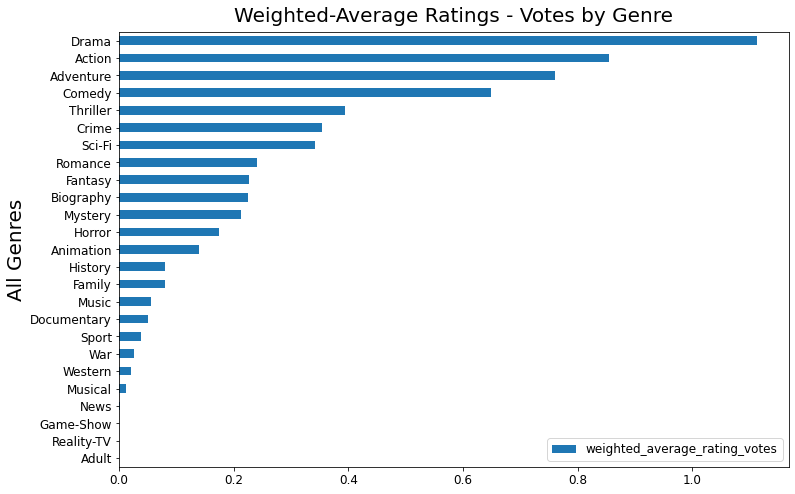 Weighted-Average Ratings - Votes by Genre
All Genres
Drama
Action
Adventure
Comedy
Thriller
Crime
Sci-Fi
Romance
Fantasy
Biography
Mystery
Horror
Animation
History
Family
Music
Documentary
Sport
War
Western
Musical
News
Game-Show
Reality-TV
Adult
weighted_average_rating_votes
0.0 0.2 0.4 0.6 0.8 1.0